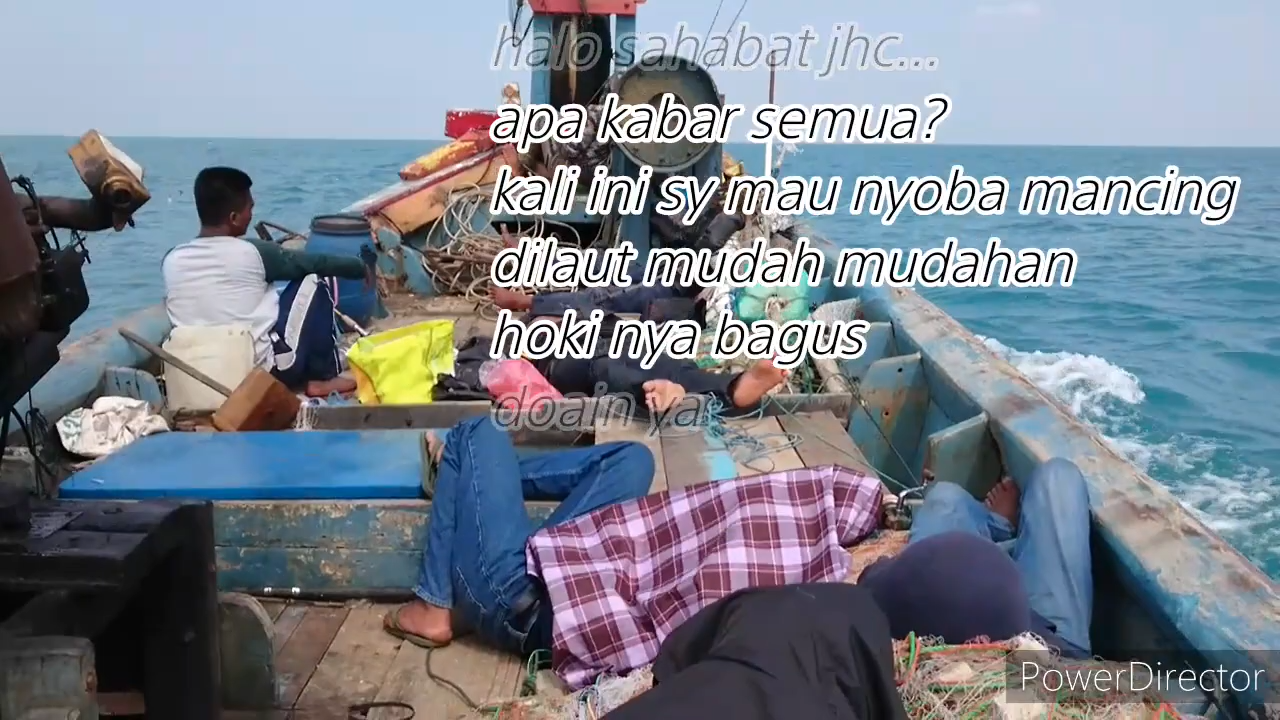 halo sahabat jhc...
apa kabar semua?
kali ini sy mau nyoba mancing
dilaut mudah mudahan
hoki nya bagus
doain ya
PowerDirector